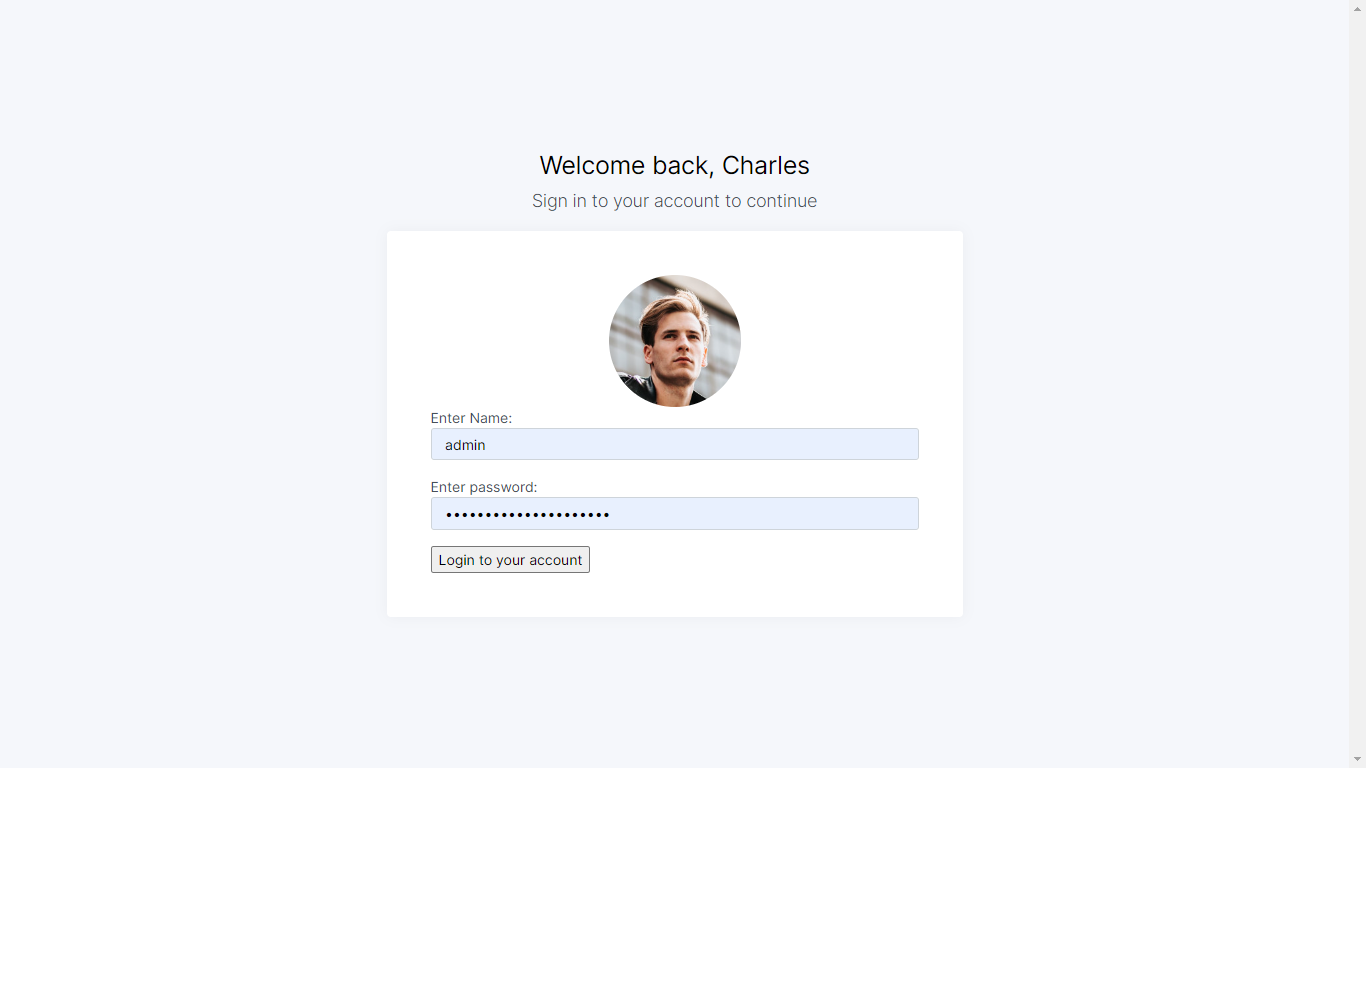 Welcome back, Charles
Sign in to your account to continue
Enter Name:
admin
Enter password:
•••••••••••••••••••••
Login to your account